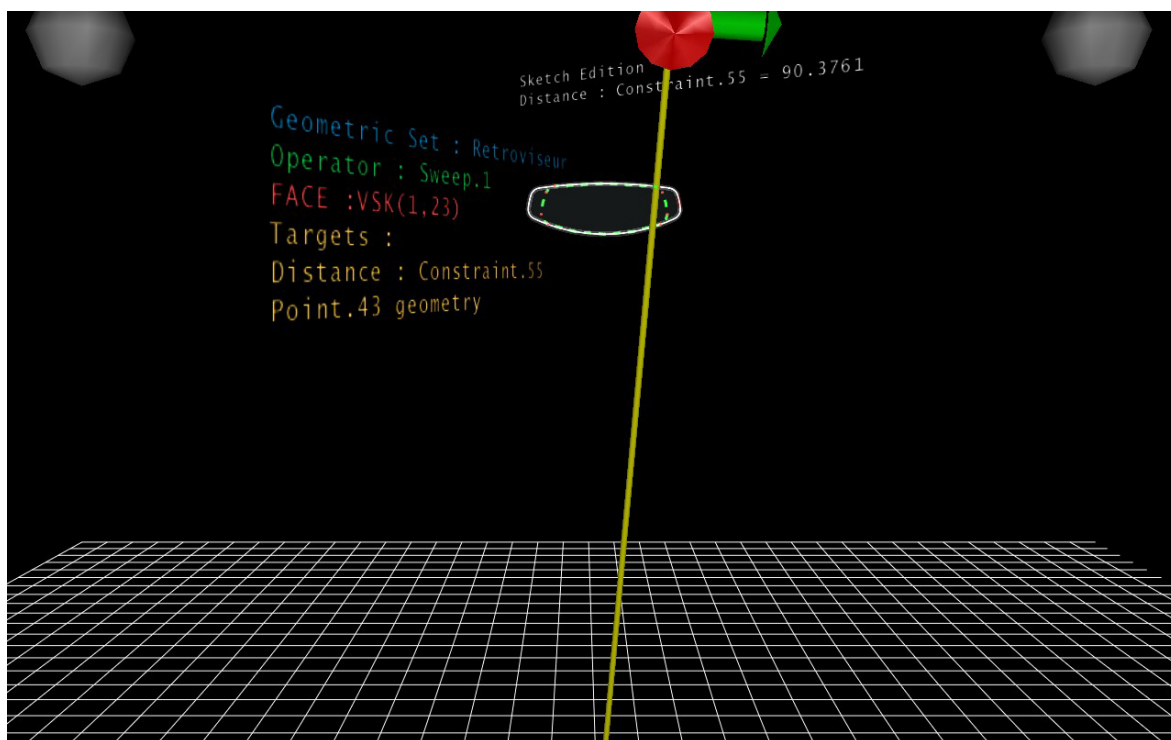 Sketch Edition
Distance : Constraint.55 = 90.3761
Geometric Set : Retroviseur
Operator : Sweep.1
FACE :VSK(1,23)
Targets :
Distance : Constraint.55
Point.43 geometry